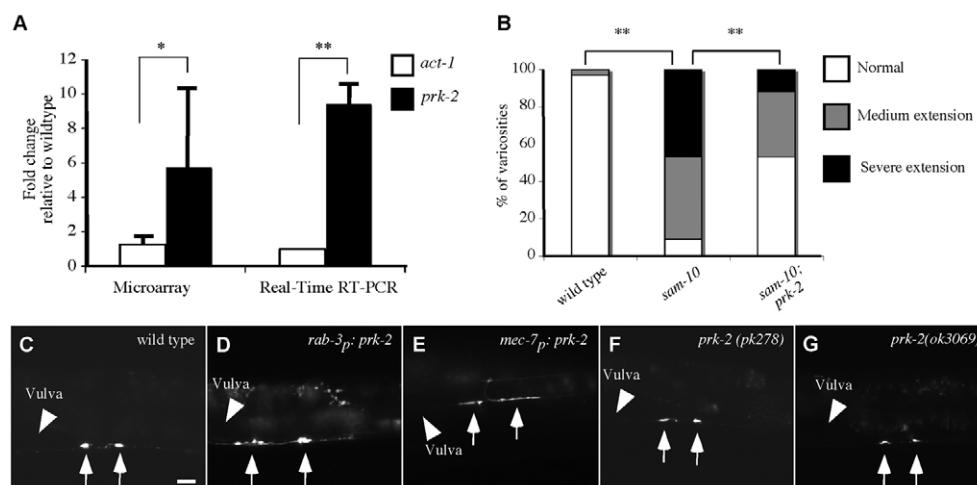 A
Fold change
relative to wildtype
12
10
8
6
4
2
0
*
**
act-1
prk-2
Microarray
Real-Time RT-PCR
B
% of varicosities
100
80
60
40
20
0
**
**
Normal
Medium extension
Severe extension
wild type
sam-10
sam-10;
prk-2
C
wild type
Vulva
D
rab-3p: prk-2
Vulva
E
mec-7p: prk-2
Vulva
F
prk-2 (pk278)
Vulva
G
prk-2(ok3069)
Vulva